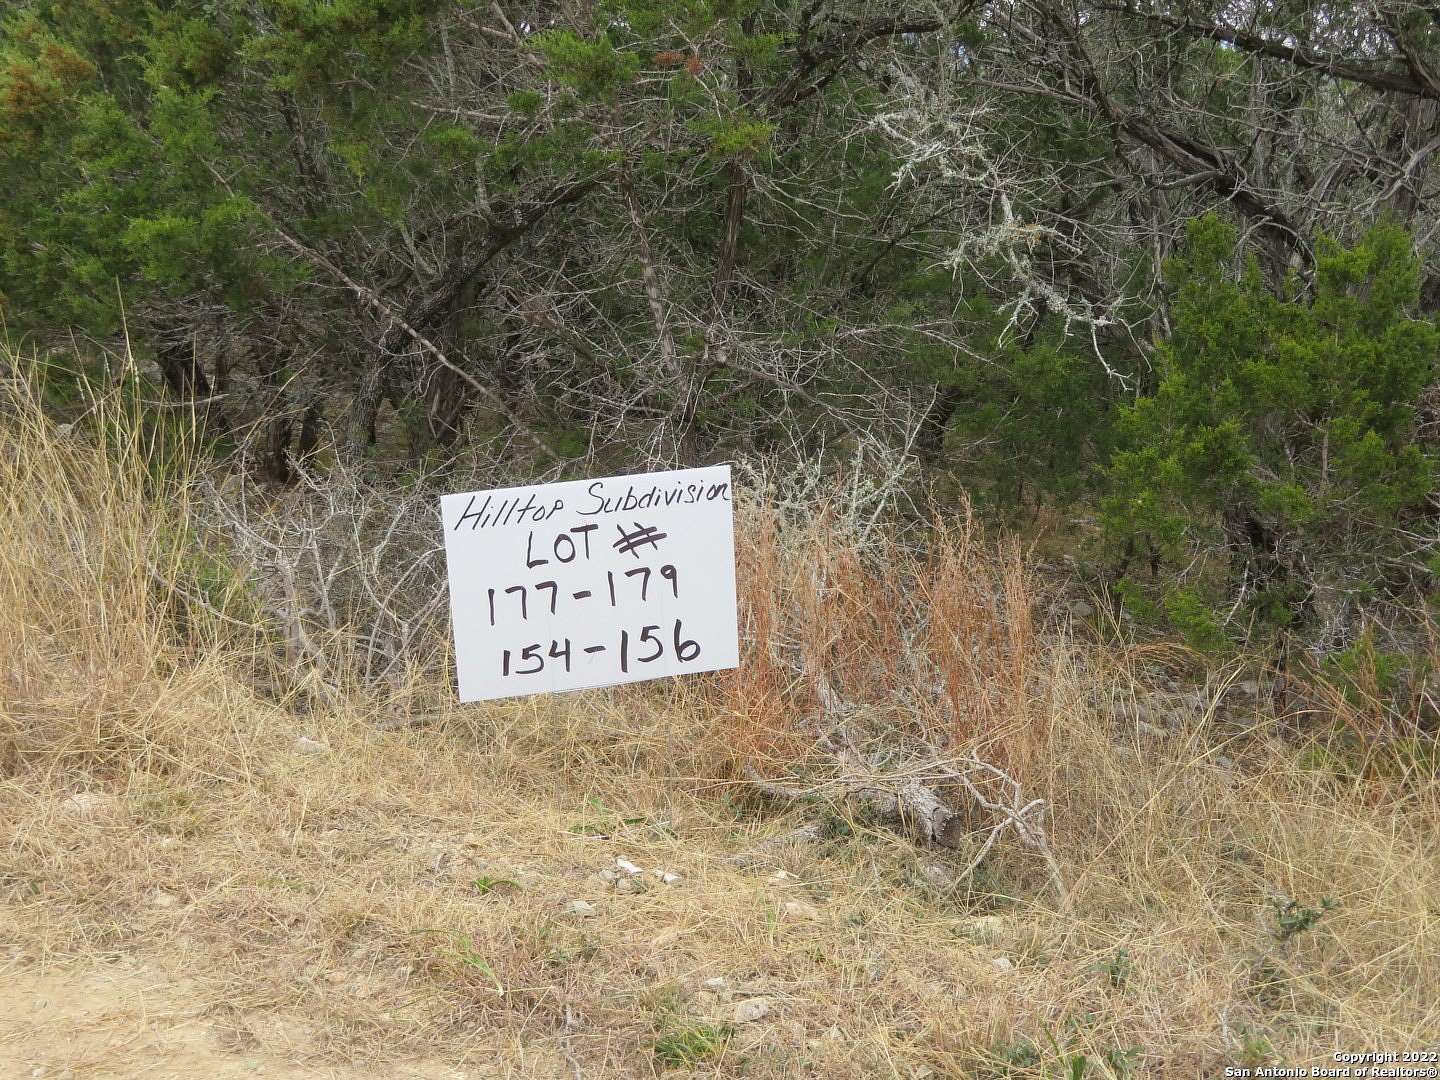 Hilltop Subdivision
LOT #
177-179
154-156
Copyright 2022
San Antonio Board of Realtors®